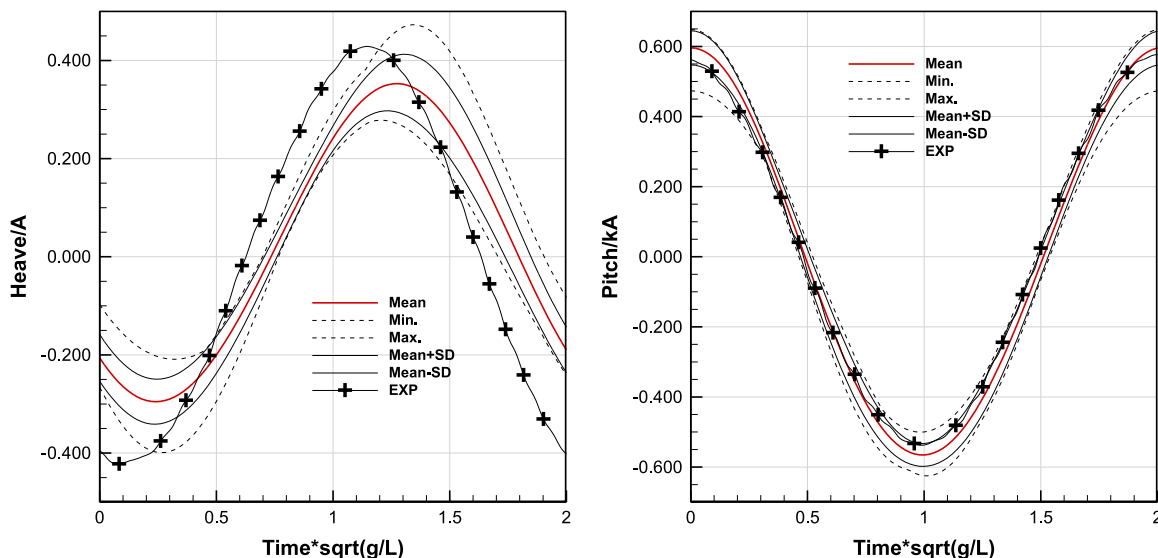 Heave/A
0.400
0.200
0.000
-0.200
-0.400
Mean
Min.
Max.
Mean+SD
Mean-SD
EXP
0
0.5
1
1.5
2
Time*sqrt(g/L)
Pitch/kA
0.600
0.400
0.200
0.000
-0.200
-0.400
-0.600
Mean
Min.
Max.
Mean+SD
Mean-SD
EXP
0
0.5
1
1.5
2
Time*sqrt(g/L)